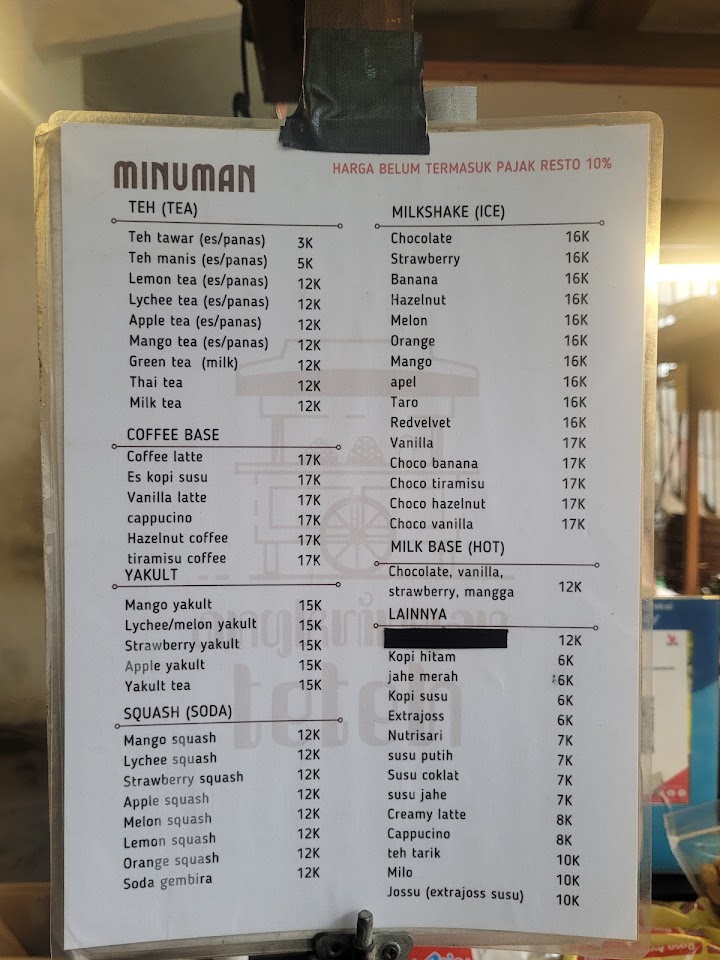 MINUMAN
HARGA BELUM TERMASUK PAJAK RESTO 10%
TEH (TEA)
Teh tawar (es/panas) 3K
Teh manis (es/panas) 5K
Lemon tea (es/panas) 12K
Lychee tea (es/panas) 12K
Apple tea (es/panas) 12K
Mango tea (es/panas) 12K
Green tea (milk) 12K
Thai tea 12K
Milk tea 12K
COFFEE BASE
Coffee latte 17K
Es kopi susu 17K
Vanilla latte 17K
cappucino 17K
Hazelnut coffee 17K
tiramisu coffee 17K
YAKULT
Mango yakult 15K
Lychee/melon yakult 15K
Strawberry yakult 15K
Apple yakult 15K
Yakult tea 15K
SQUASH (SODA)
Mango squash 12K
Lychee squash 12K
Strawberry squash 12K
Apple squash 12K
Melon squash 12K
Lemon squash 12K
Orange squash 12K
Soda gembira 12K
MILKSHAKE (ICE)
Chocolate 16K
Strawberry 16K
Banana 16K
Hazelnut 16K
Melon 16K
Orange 16K
Mango 16K
apel 16K
Taro 16K
Redvelvet 16K
Vanilla 17K
Choco banana 17K
Choco tiramisu 17K
Choco hazelnut 17K
Choco vanilla 17K
MILK BASE (HOT)
Chocolate, vanilla,
strawberry, mangga 12K
LAINNYA
12K
Kopi hitam 6K
jahe merah 6K
Kopi susu 6K
Extrajoss 6K
Nutrisari 7K
susu putih 7K
Susu coklat 7K
susu jahe 7K
Creamy latte 8K
Cappucino 8K
teh tarik 10K
Milo 10K
Jossu (extrajoss susu) 10K
teten